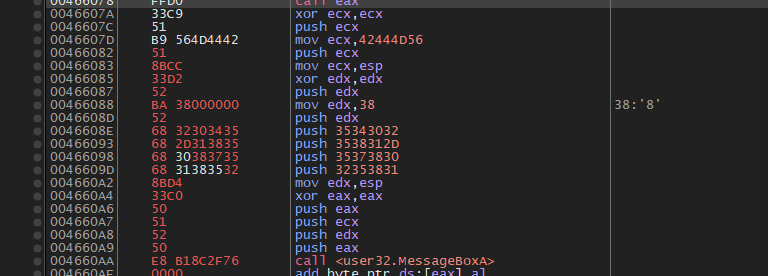 00466078 FFD0 call eax
0046607A 33C9 xor ecx,ecx
0046607C 51 push ecx
0046607D B9 564D4442 mov ecx,42444D56
00466082 51 push ecx
00466083 8BCC mov ecx,esp
00466085 33D2 xor edx,edx
00466087 52 push edx
00466088 BA 38000000 mov edx,38 38:'8'
0046608D 52 push edx
0046608E 68 32303435 push 35343032
00466093 68 2D313835 push 3538312D
00466098 68 30383735 push 35373830
0046609D 68 31383532 push 32353831
004660A2 8BD4 mov edx,esp
004660A4 33C0 xor eax,eax
004660A6 50 push eax
004660A7 51 push ecx
004660A8 52 push edx
004660A9 50 push eax
004660AA E8 B18C2F76 call <user32.MessageBoxA>
004660AF 0000 add byte ptr ds:[eax],al